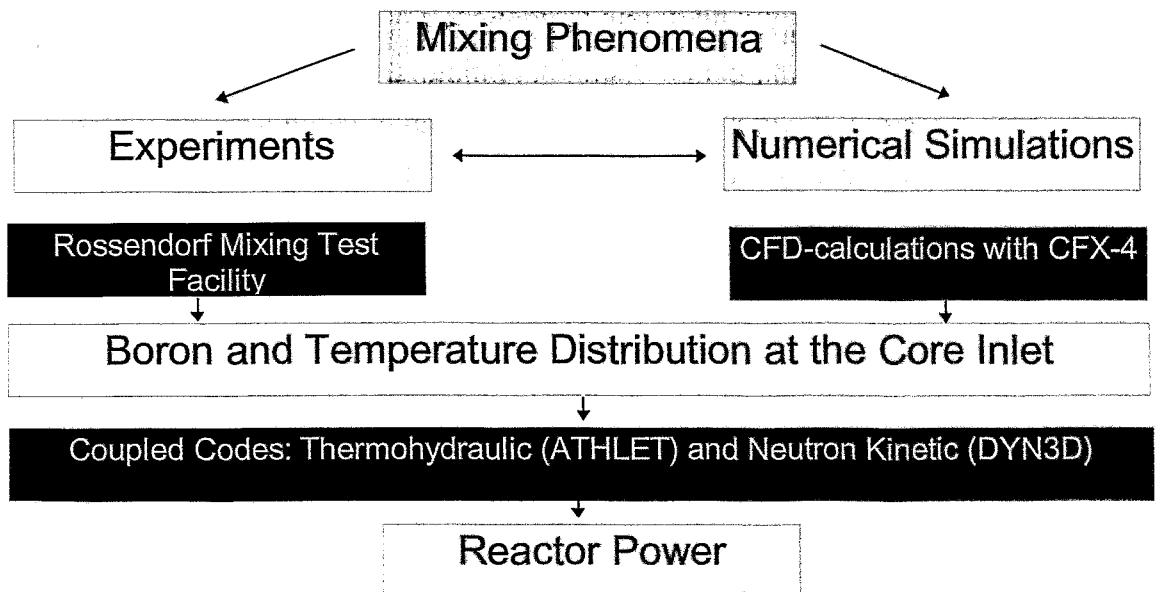 Mixing Phenomena
Experiments
Numerical Simulations
Rossendorf Mixing Test
Facility
CFD-calculations with CFX-4
Boron and Temperature Distribution at the Core Inlet
Coupled Codes: Thermohydraulic (ATHLET) and Neutron Kinetic (DYN3D)
Reactor Power